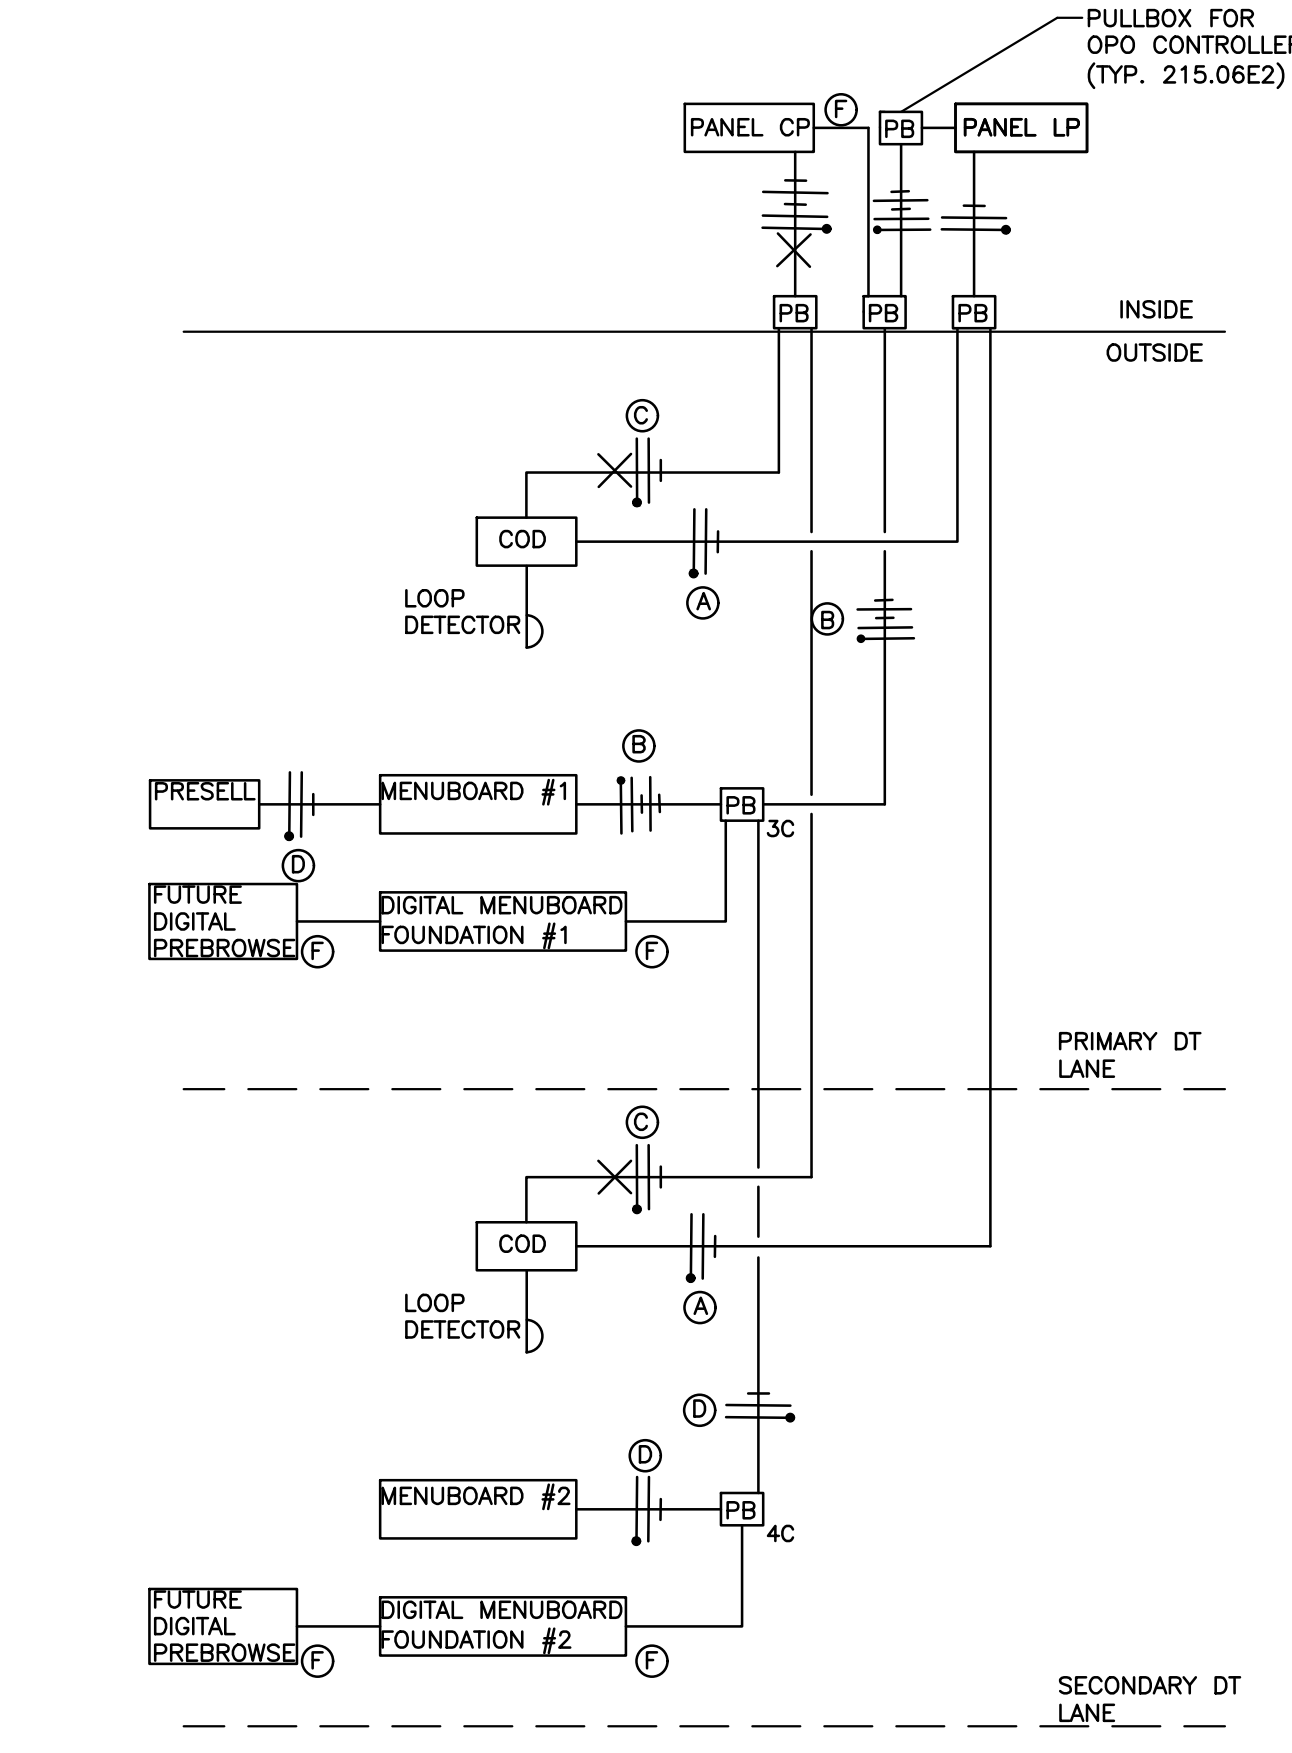 PULLBOX FOR
OPO CONTROLLER
(TYP. 215.06E2)
PANEL CP
F
PB
PANEL LP
PB
PB
PB
INSIDE
OUTSIDE
C
COD
A
LOOP
DETECTOR
B
B
PRESELL
MENUBOARD #1
PB
3C
D
FUTURE
DIGITAL
PREBROWSE
F
DIGITAL MENUBOARD
FOUNDATION #1
F
PRIMARY DT
LANE
C
COD
A
LOOP
DETECTOR
D
D
MENUBOARD #2
PB
4C
FUTURE
DIGITAL
PREBROWSE
F
DIGITAL MENUBOARD
FOUNDATION #2
F
SECONDARY DT
LANE